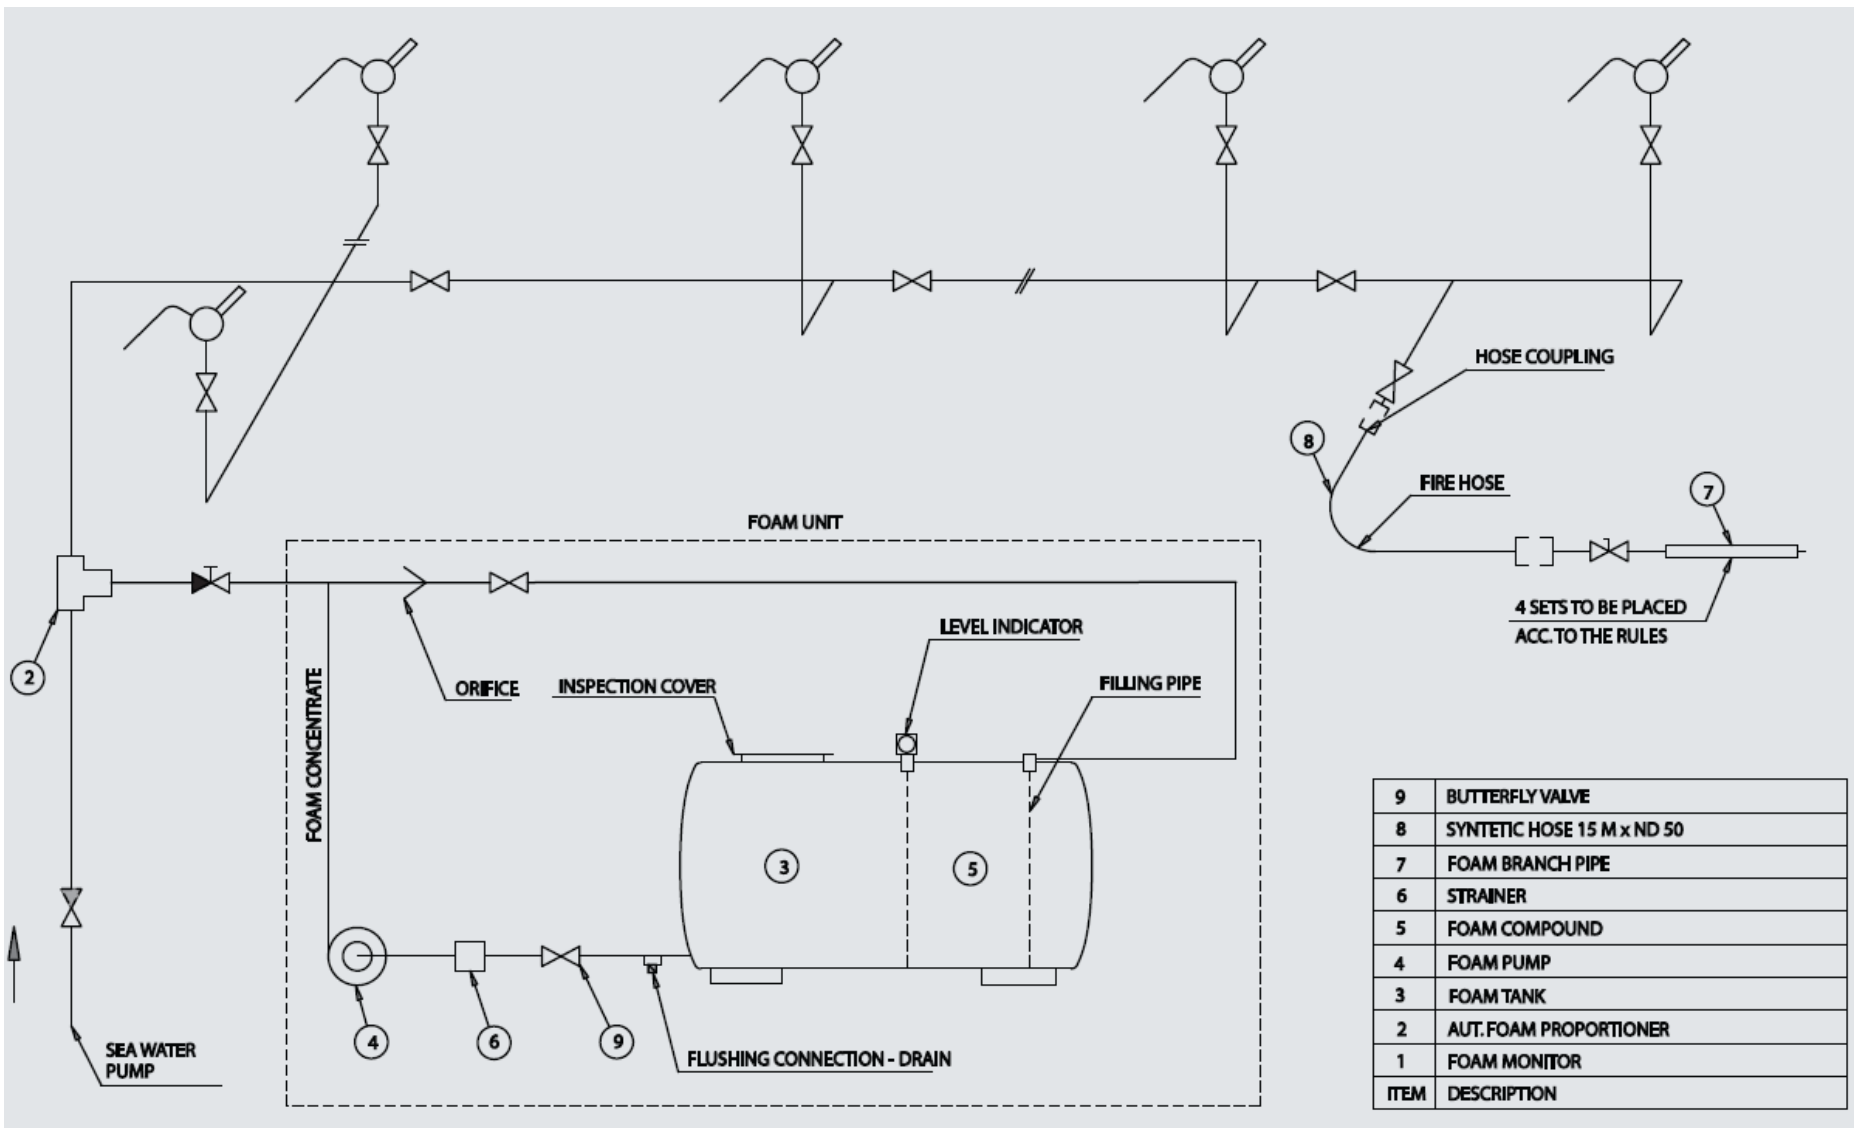 HOSE COUPLING
8
FIRE HOSE
7
FOAM UNIT
4 SETS TO BE PLACED
ACC. TO THE RULES
2
ORIFICE
INSPECTION COVER
LEVEL INDICATOR
FILLING PIPE
FOAM CONCENTRATE
3
5
4
6
9
FLUSHING CONNECTION - DRAIN
SEA WATER
PUMP
9 BUTTERFLY VALVE
8 SYNTETIC HOSE 15 M x ND 50
7 FOAM BRANCH PIPE
6 STRAINER
5 FOAM COMPOUND
4 FOAM PUMP
3 FOAM TANK
2 AUT. FOAM PROPORTIONER
1 FOAM MONITOR
ITEM DESCRIPTION